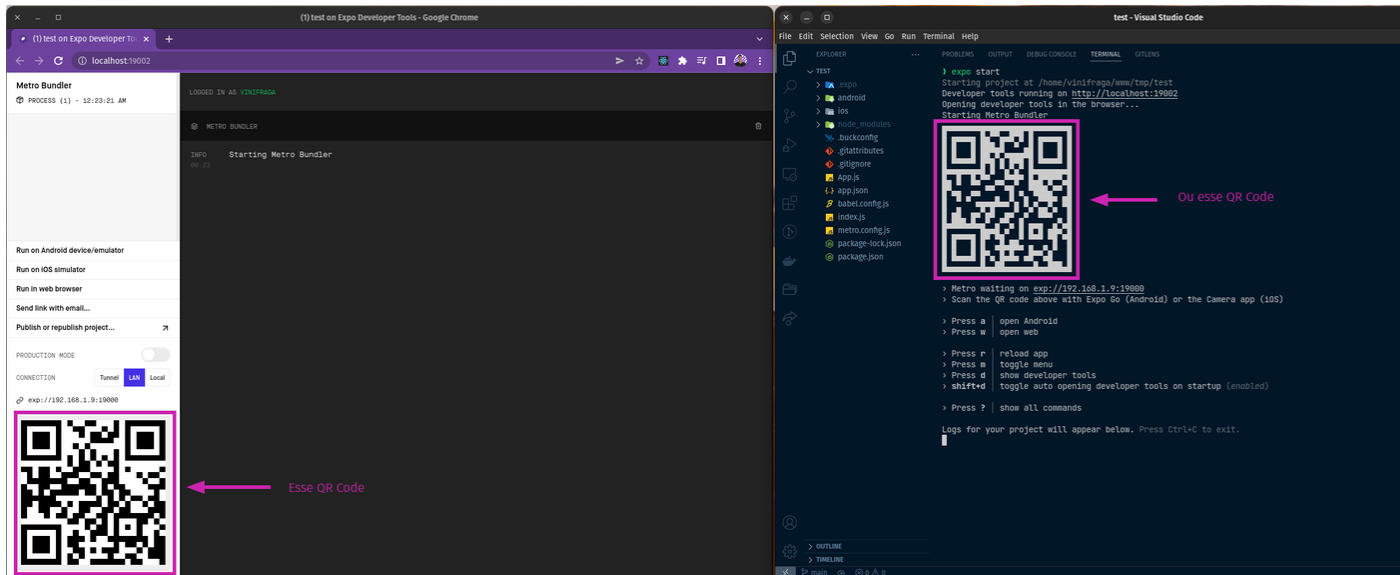 (1) test on Expo Developer Tools - Google Chrome
(1) test on Expo Developer To
localhost:19002
Metro Bundler
PROCESS (1) - 12:23:21 AM
Run on Android device/emulator
Run on iOS simulator
Run in web browser
Send link with email...
Publish or republish project...
PRODUCTION MODE
CONNECTION Tunnel LAN Local
exp://192.168.1.9:19000
LOGGED IN AS VINIFRAGA
METRO BUNDLER
INFO Starting Metro Bundler
00:23
Esse QR Code
test - Visual Studio Code
File Edit Selection View Go Run Terminal Help
EXPLORER
TEST
.expo
android
ios
node_modules
.buckconfig
.gitattributes
.gitignore
App.js
app.json
babel.config.js
index.js
metro.config.js
package-lock.json
package.json
OUTLINE
TIMELINE
main 0 0
PROBLEMS OUTPUT DEBUG CONSOLE TERMINAL GITLENS
❯ expo start
Starting project at /home/vinifraga/www/tmp/test
Developer tools running on http://localhost:19002
Opening developer tools in the browser...
Starting Metro Bundler
Ou esse QR Code
› Metro waiting on exp://192.168.1.9:19000
› Scan the QR code above with Expo Go (Android) or the Camera app (iOS)
› Press a │ open Android
› Press w │ open web
› Press r │ reload app
› Press m │ toggle menu
› Press d │ show developer tools
› shift+d │ toggle auto opening developer tools on startup (enabled)
› Press ? │ show all commands
Logs for your project will appear below. Press Ctrl+C to exit.